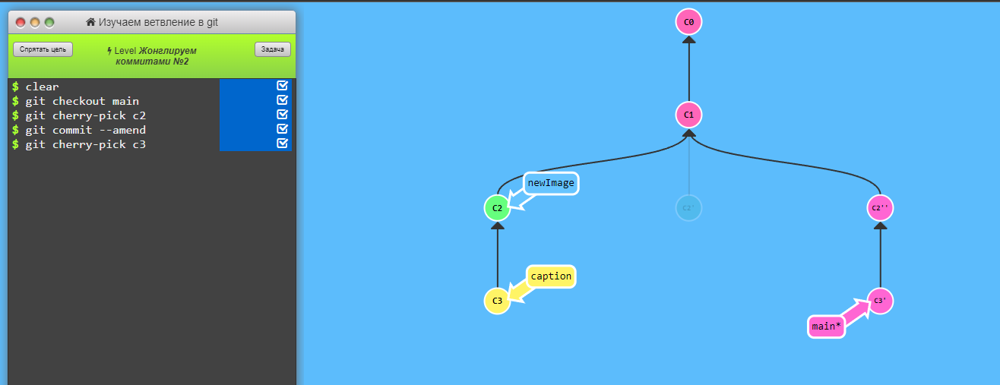 Изучаем ветвление в git
Спрятать цель
Level Жонглируем
коммитами №2
Задача
$ clear
$ git checkout main
$ git cherry-pick c2
$ git commit --amend
$ git cherry-pick c3
C0
C1
newImage
C2
C2'
C2''
caption
C3
C3'
main*